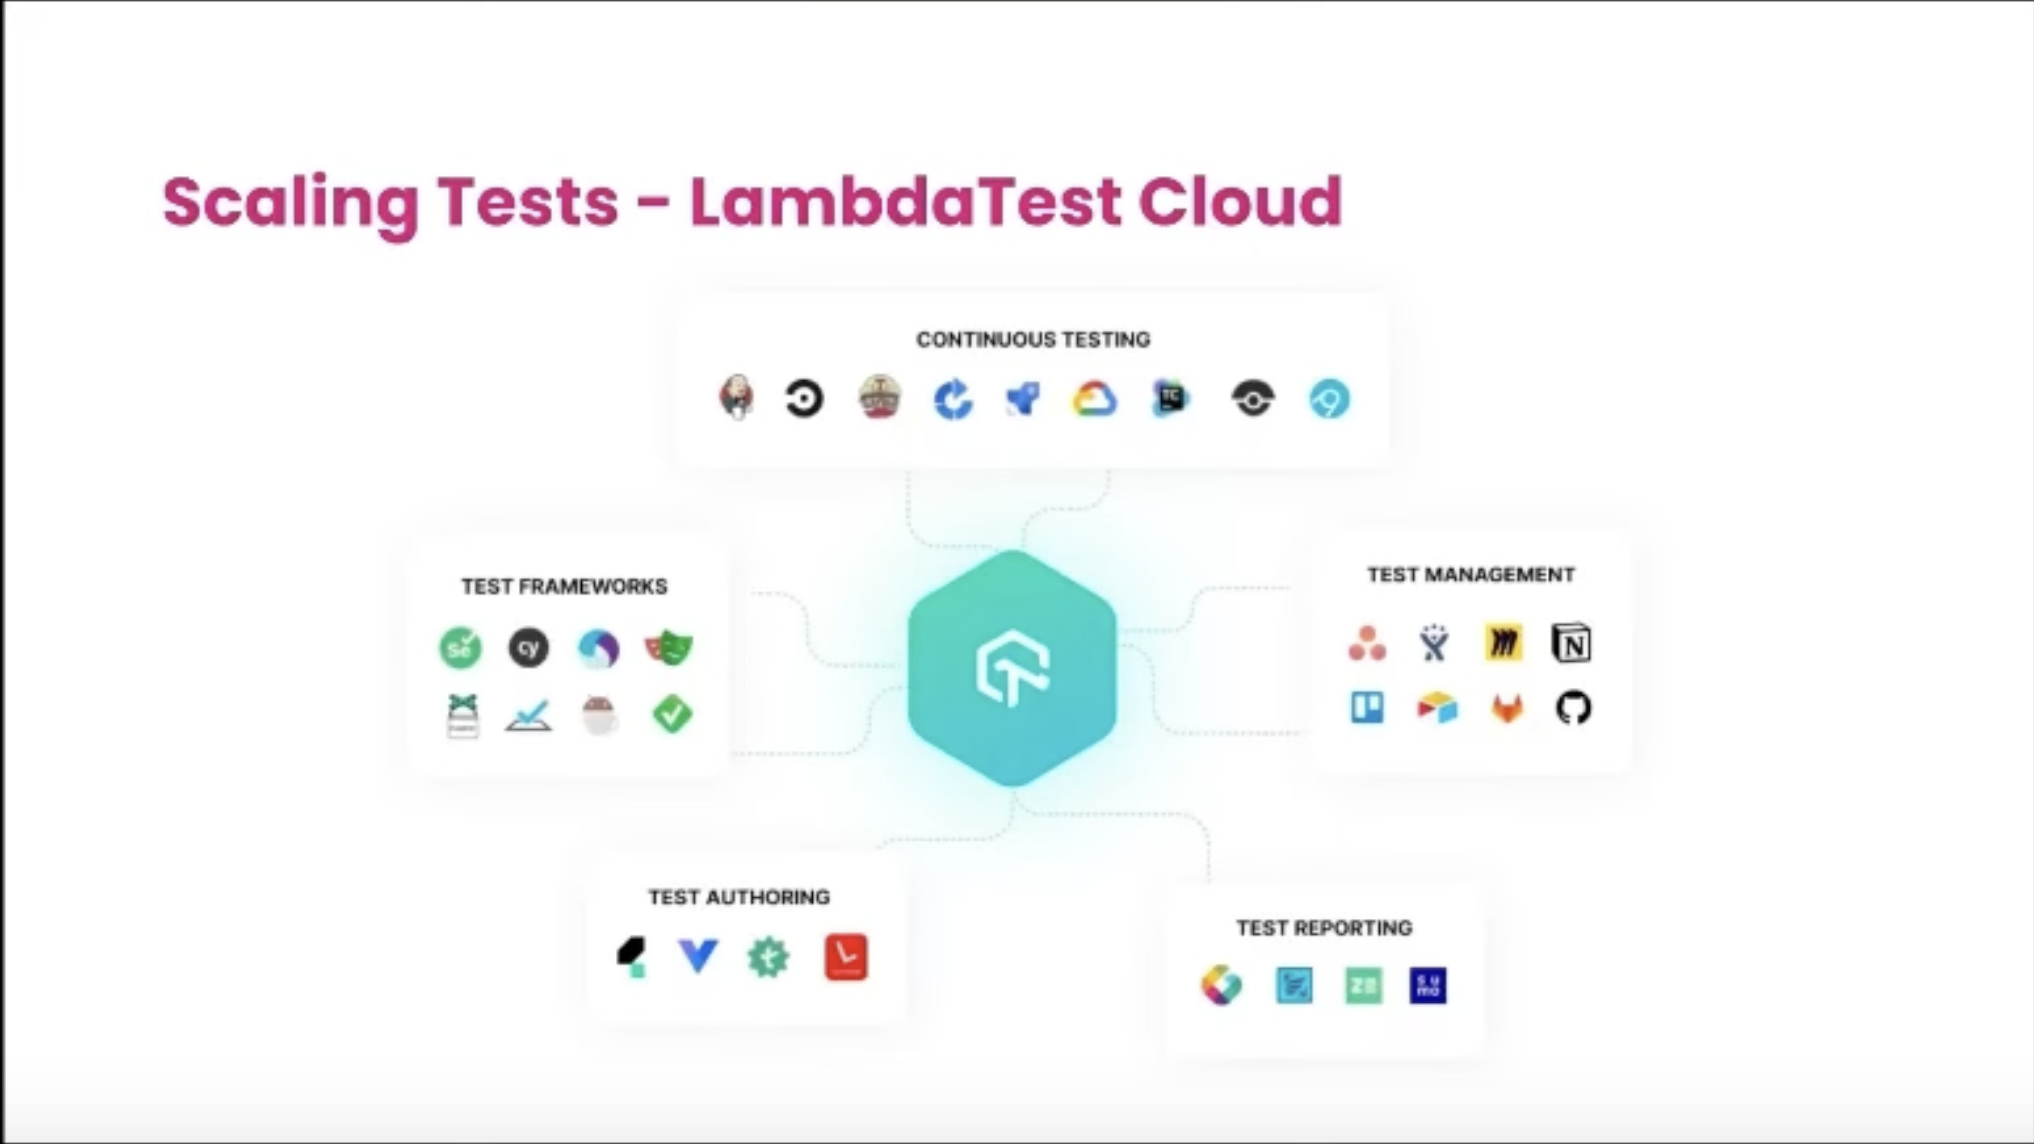 Scaling Tests - LambdaTest Cloud
CONTINUOUS TESTING
TC
TEST FRAMEWORKS
Se
cy
TEST MANAGEMENT
N
TEST AUTHORING
t
TEST REPORTING
ZE
su
mo